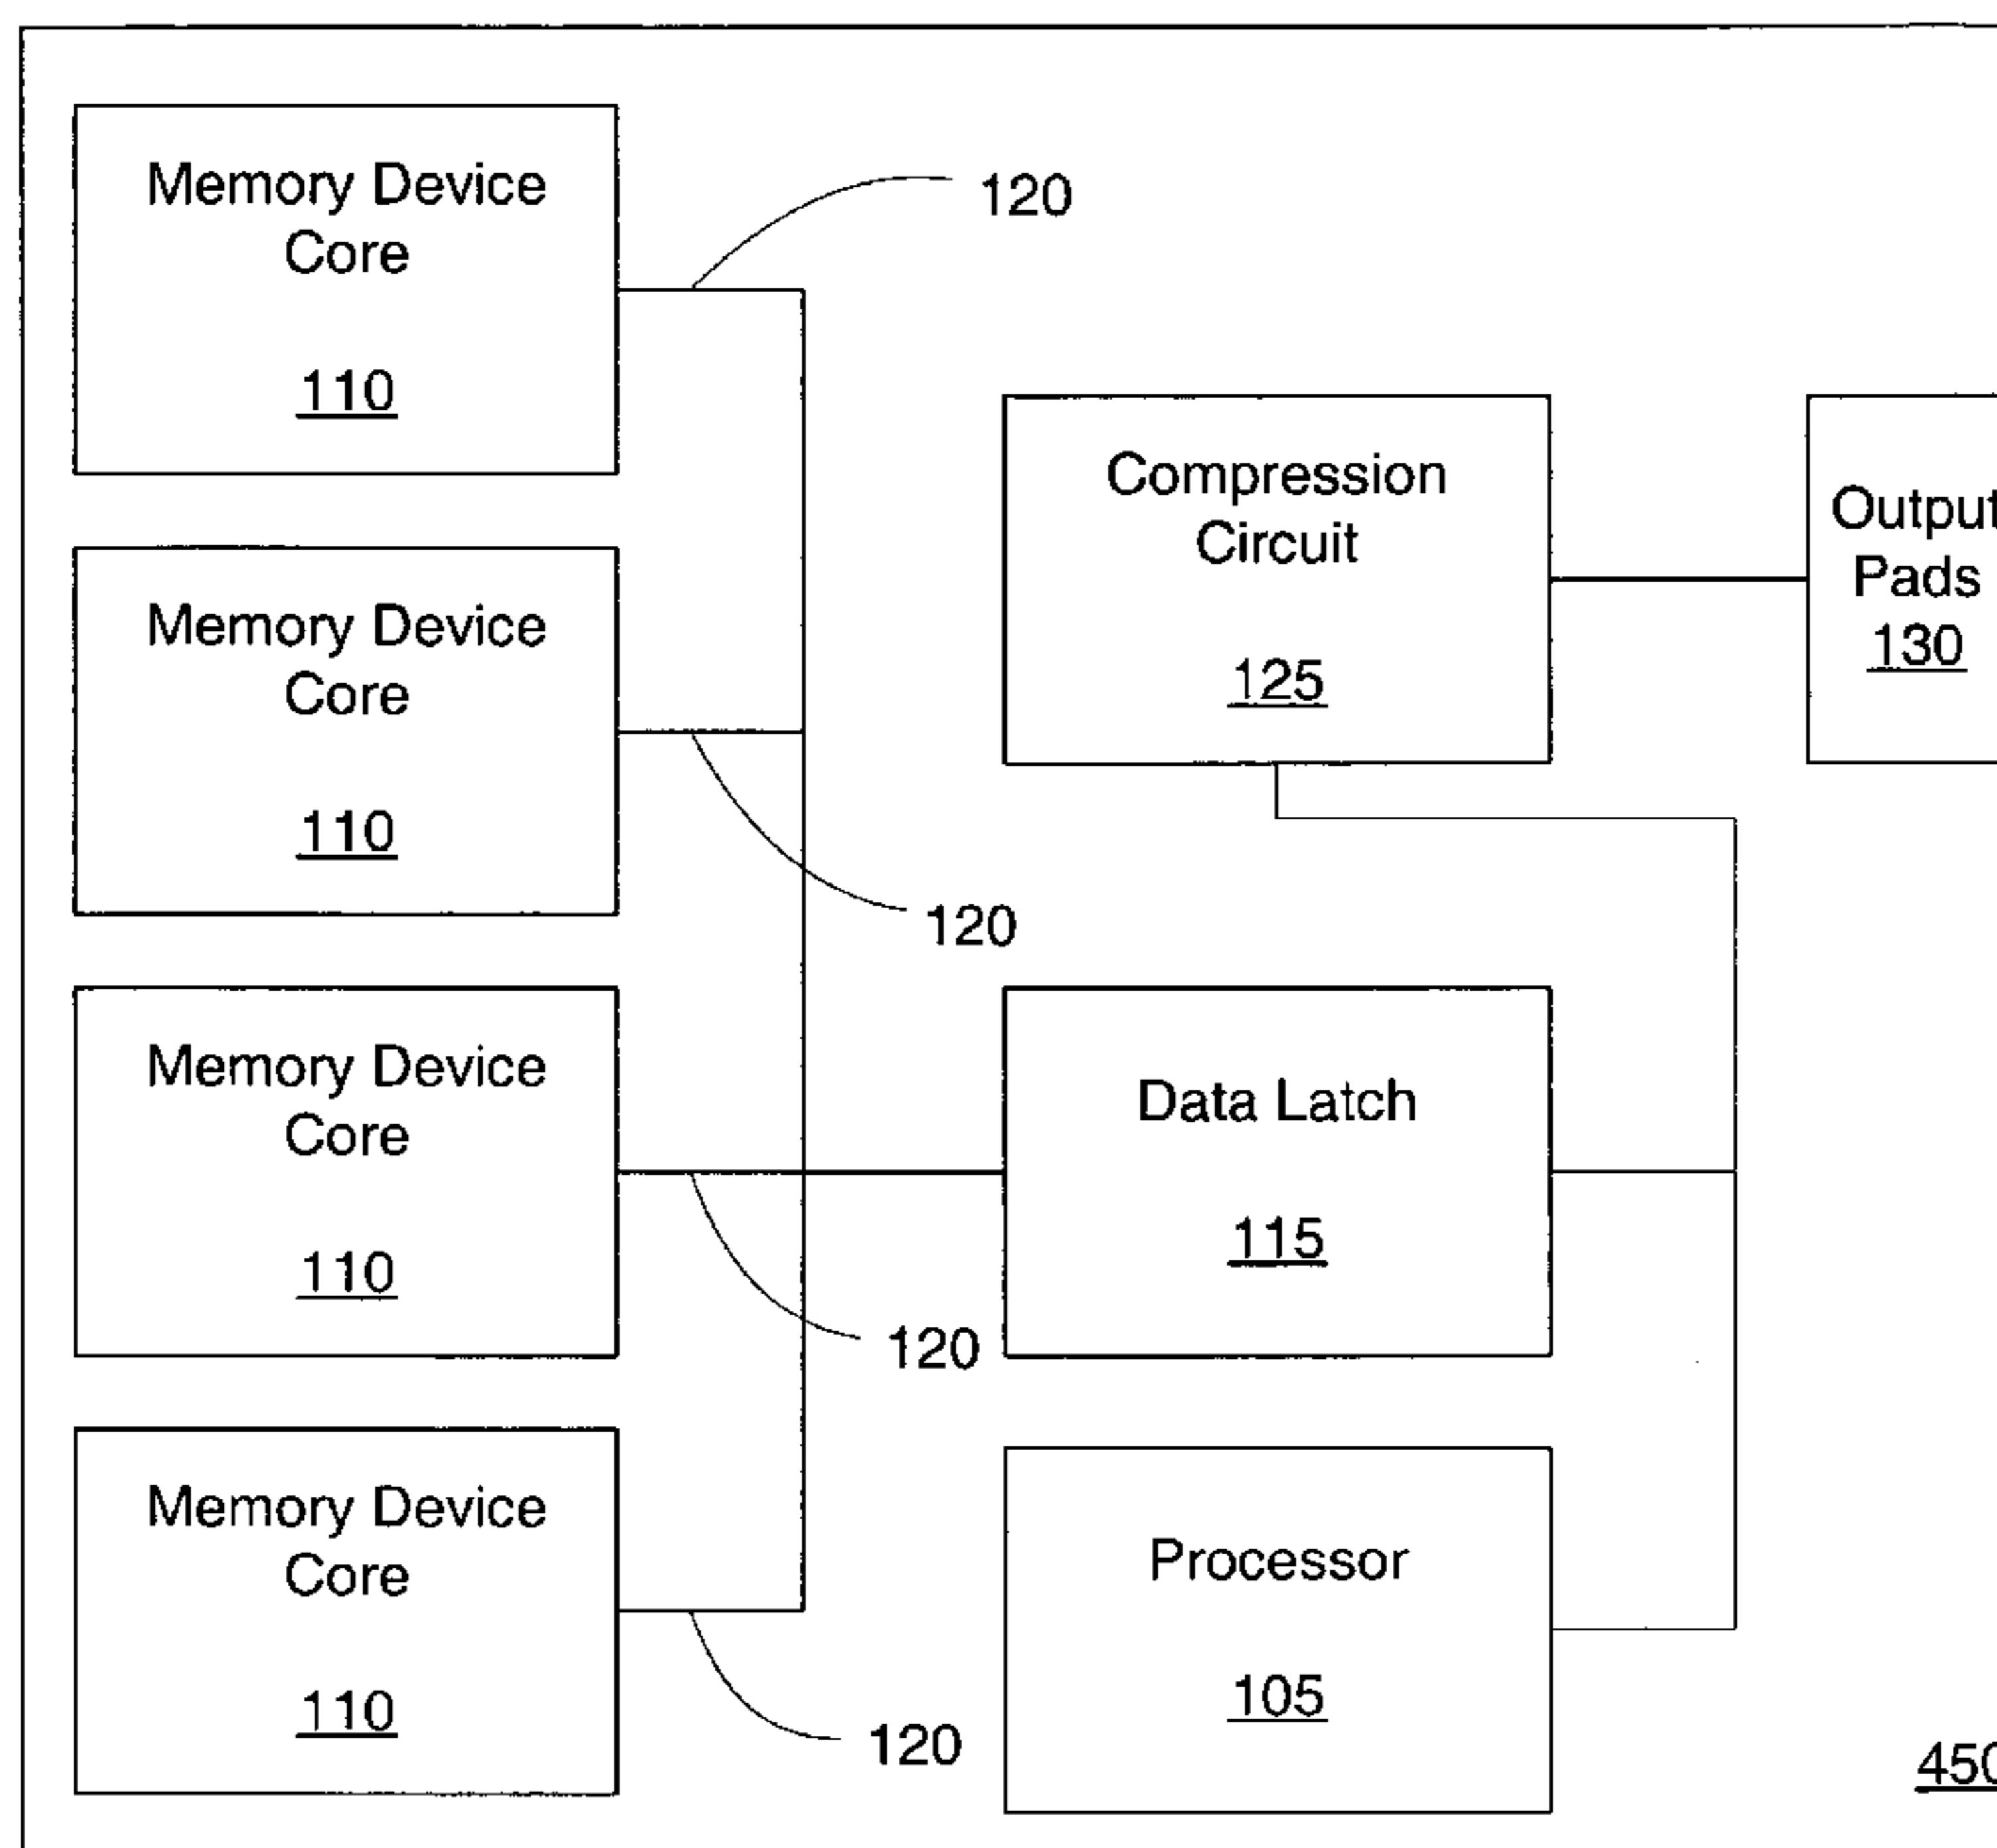 Memory Device
Core
110
120
Memory Device
Core
110
120
Memory Device
Core
110
120
Memory Device
Core
110
120
Compression
Circuit
125
Output
Pads
130
Data Latch
115
Processor
105
450